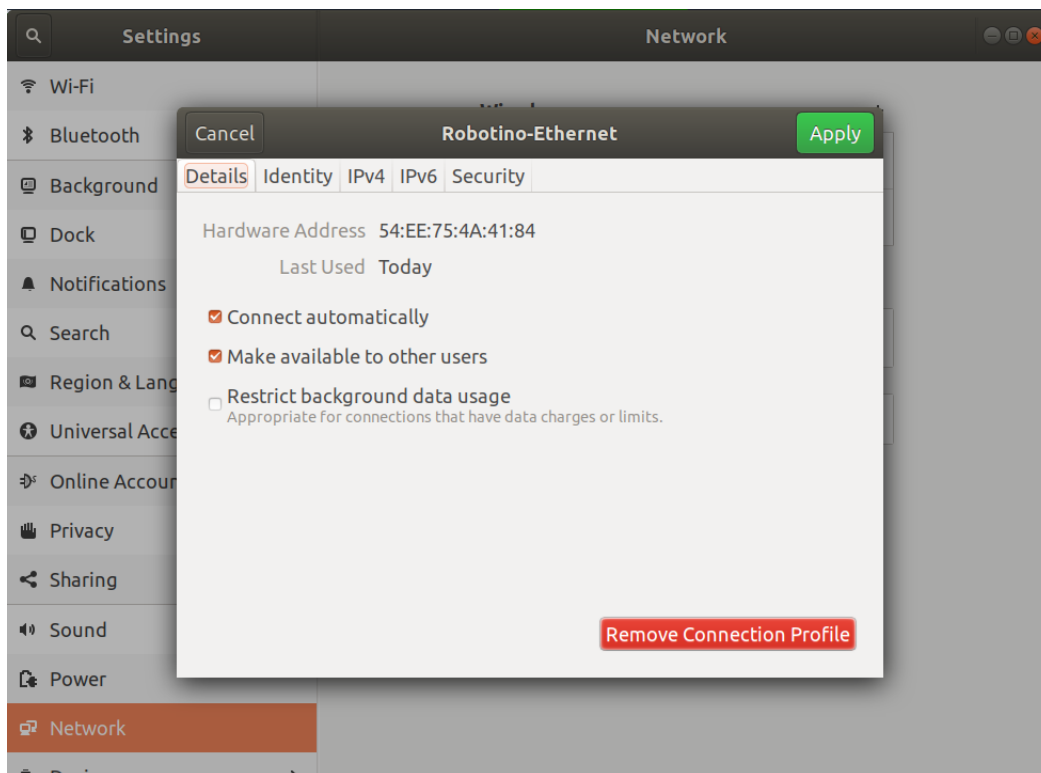 Settings
Network
Wi-Fi
Bluetooth
Background
Dock
Notifications
Search
Region & Lang
Universal Acce
Online Accour
Privacy
Sharing
Sound
Power
Network
Cancel
Robotino-Ethernet
Apply
Details Identity IPv4 IPv6 Security
Hardware Address 54:EE:75:4A:41:84
Last Used Today
Connect automatically
Make available to other users
Restrict background data usage
Appropriate for connections that have data charges or limits.
Remove Connection Profile